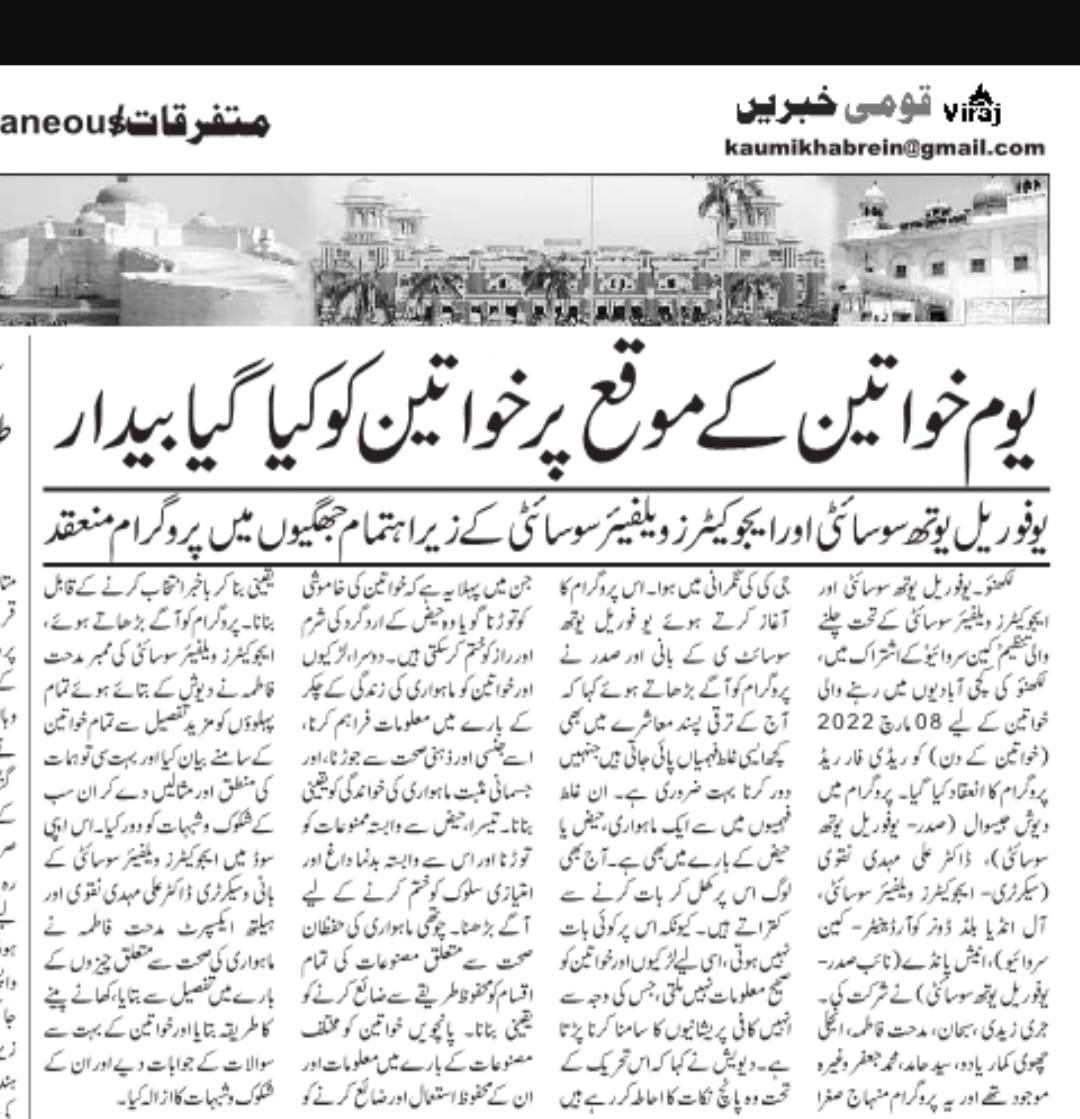 aneous متفرقات
قومی خبریں Viraj
kaumikhabrein@gmail.com
یوم خواتین کے موقع پر خواتین کو کیا گیا بیدار
یوفوریل یوتھ سوسائٹی اور ایجوکیٹرز ویلفیئر سوسائٹی کے زیر اہتمام جھگیوں میں پروگرام منعقد
لکھنؤ۔ یوفوریل یوتھ سوسائٹی اور
ایجوکیٹرز ویلفیئر سوسائٹی کے تحت چلنے
والی تنظیم' کین سروائیو' کے اشتراک میں،
لکھنؤ کی کچی آبادیوں میں رہنے والی
خواتین کے لیے 08 مارچ 2022
(خواتین کے دن) کو ریڈی فار ریڈ
پروگرام کا انعقاد کیا گیا۔ پروگرام میں
دیوش جیسوال (صدر- یوفوریل یوتھ
سوسائٹی)، ڈاکٹر علی مہدی نقوی
(سیکرٹری- ایجوکیٹرز ویلفیئر سوسائٹی،
آل انڈیا بلڈ ڈونر کوآرڈینیٹر- کین
سروائیو)، انیش پانڈے (نائب صدر-
یوفوریل یوتھ سوسائٹی) نے شرکت کی۔
جری زیدی، سبحان، مدحت فاطمہ، انجلی
چھوی کمار یادو، سید حامد، محمد جعفر وغیرہ
موجود تھے اور یہ پروگرام منہاج صغرا
جی کی کی نگرانی میں ہوا۔ اس پروگرام کا
آغاز کرتے ہوئے یو فوریل یوتھ
سوسائٹ ی کے بانی اور صدر نے
پروگرام کو آگے بڑھاتے ہوئے کہا کہ
آج کے ترقی پسند معاشرے میں بھی
کچھ ایسی غلط فہمیاں پائی جاتی ہیں جنہیں
دور کرنا بہت ضروری ہے۔ ان غلط
فہمیوں میں سے ایک ماہواری، حیض یا
حیض کے بارے میں بھی ہے۔ آج بھی
لوگ اس پر کھل کر بات کرنے سے
کتراتے ہیں۔ کیونکہ اس پر کوئی بات
نہیں ہوتی، اسی لیے لڑکیوں اور خواتین کو
صحیح معلومات نہیں ملتی، جس کی وجہ سے
انہیں کافی پریشانیوں کا سامنا کرنا پڑتا
ہے۔ دیویش نے کہا کہ اس تحریک کے
تحت وہ پانچ نکات کا احاطہ کر رہے ہیں
جن میں پہلا یہ ہے کہ خواتین کی خاموشی
کو توڑنا گویا وہ حیض کے ارد گرد کی شرم
اور راز کو ختم کر سکتی ہیں۔ دوسرا، لڑکیوں
اور خواتین کو ماہواری کی زندگی کے چکر
کے بارے میں معلومات فراہم کرنا،
اسے جنسی اور ذہنی صحت سے جوڑنا، اور
جسمانی مثبت ماہواری کی خواندگی کو یقینی
بنانا۔ تیسرا، حیض سے وابستہ ممنوعات کو
توڑنا اور اس سے وابستہ بدنما داغ اور
امتیازی سلوک کو ختم کرنے کے لیے
آگے بڑھنا۔ چوتھی ماہواری کی حفظان
صحت سے متعلق مصنوعات کی تمام
اقسام کو محفوظ طریقے سے ضائع کرنے کو
یقینی بنانا۔ پانچویں خواتین کو مختلف
مصنوعات کے بارے میں معلومات اور
ان کے محفوظ استعمال اور ضائع کرنے کو
یقینی بنا کر باخبر انتخاب کرنے کے قابل
بنانا۔ پروگرام کو آگے بڑھاتے ہوئے،
ایجوکیٹرز ویلفیئر سوسائٹی کی ممبر مدحت
فاطمہ نے دیوش کے بتائے ہوئے تمام
پہلوؤں کو مزید تفصیل سے تمام خواتین
کے سامنے بیان کیا اور بہت سی توہمات
کی منطق اور مثالیں دے کر ان سب
کے شکوک و شبہات کو دور کیا۔ اس ایپی
سوڈ میں ایجوکیٹرز ویلفیئر سوسائٹی کے
بانی و سیکرٹری ڈاکٹر علی مہدی نقوی اور
ہیلتھ ایکسپرٹ مدحت فاطمہ نے
ماہواری کی صحت سے متعلق چیزوں کے
بارے میں تفصیل سے بتایا، کھانے پینے
کا طریقہ بتایا اور خواتین کے بہت سے
سوالات کے جوابات دیے اور ان کے
شکوک و شبہات کا ازالہ کیا۔